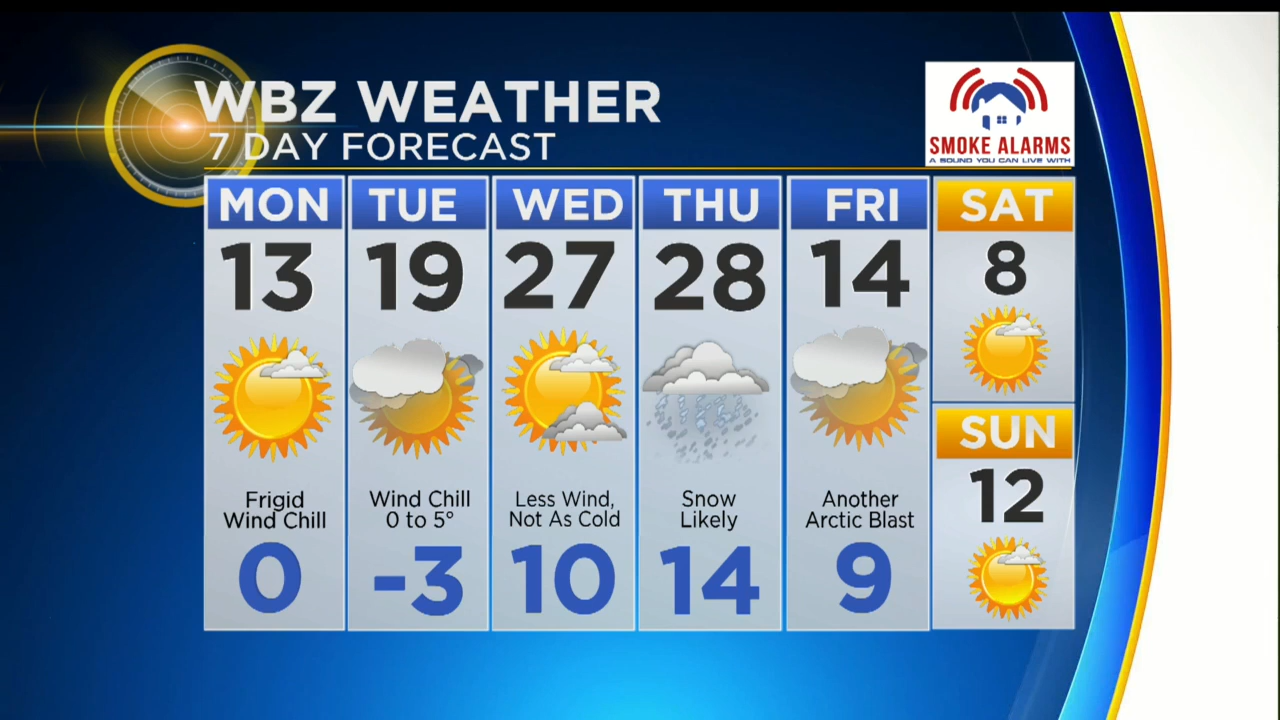 WBZ WEATHER
7 DAY FORECAST
SMOKE ALARMS
A SOUND YOU CAN LIVE WITH
MON
13
Frigid
Wind Chill
0
TUE
19
Wind Chill
0 to 5°
-3
WED
27
Less Wind,
Not As Cold
10
THU
28
Snow
Likely
14
FRI
14
Another
Arctic Blast
9
SAT
8
SUN
12